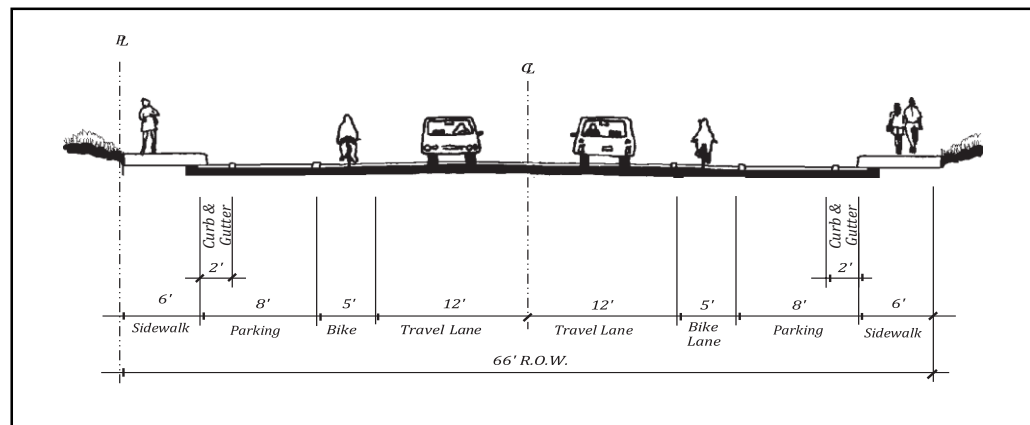 PL
CL
Curb &
Gutter
Curb &
Gutter
2'
2'
6'
8'
5'
12'
12'
5'
8'
6'
Sidewalk
Parking
Bike
Travel Lane
Travel Lane
Bike
Lane
Parking
Sidewalk
66' R.O.W.